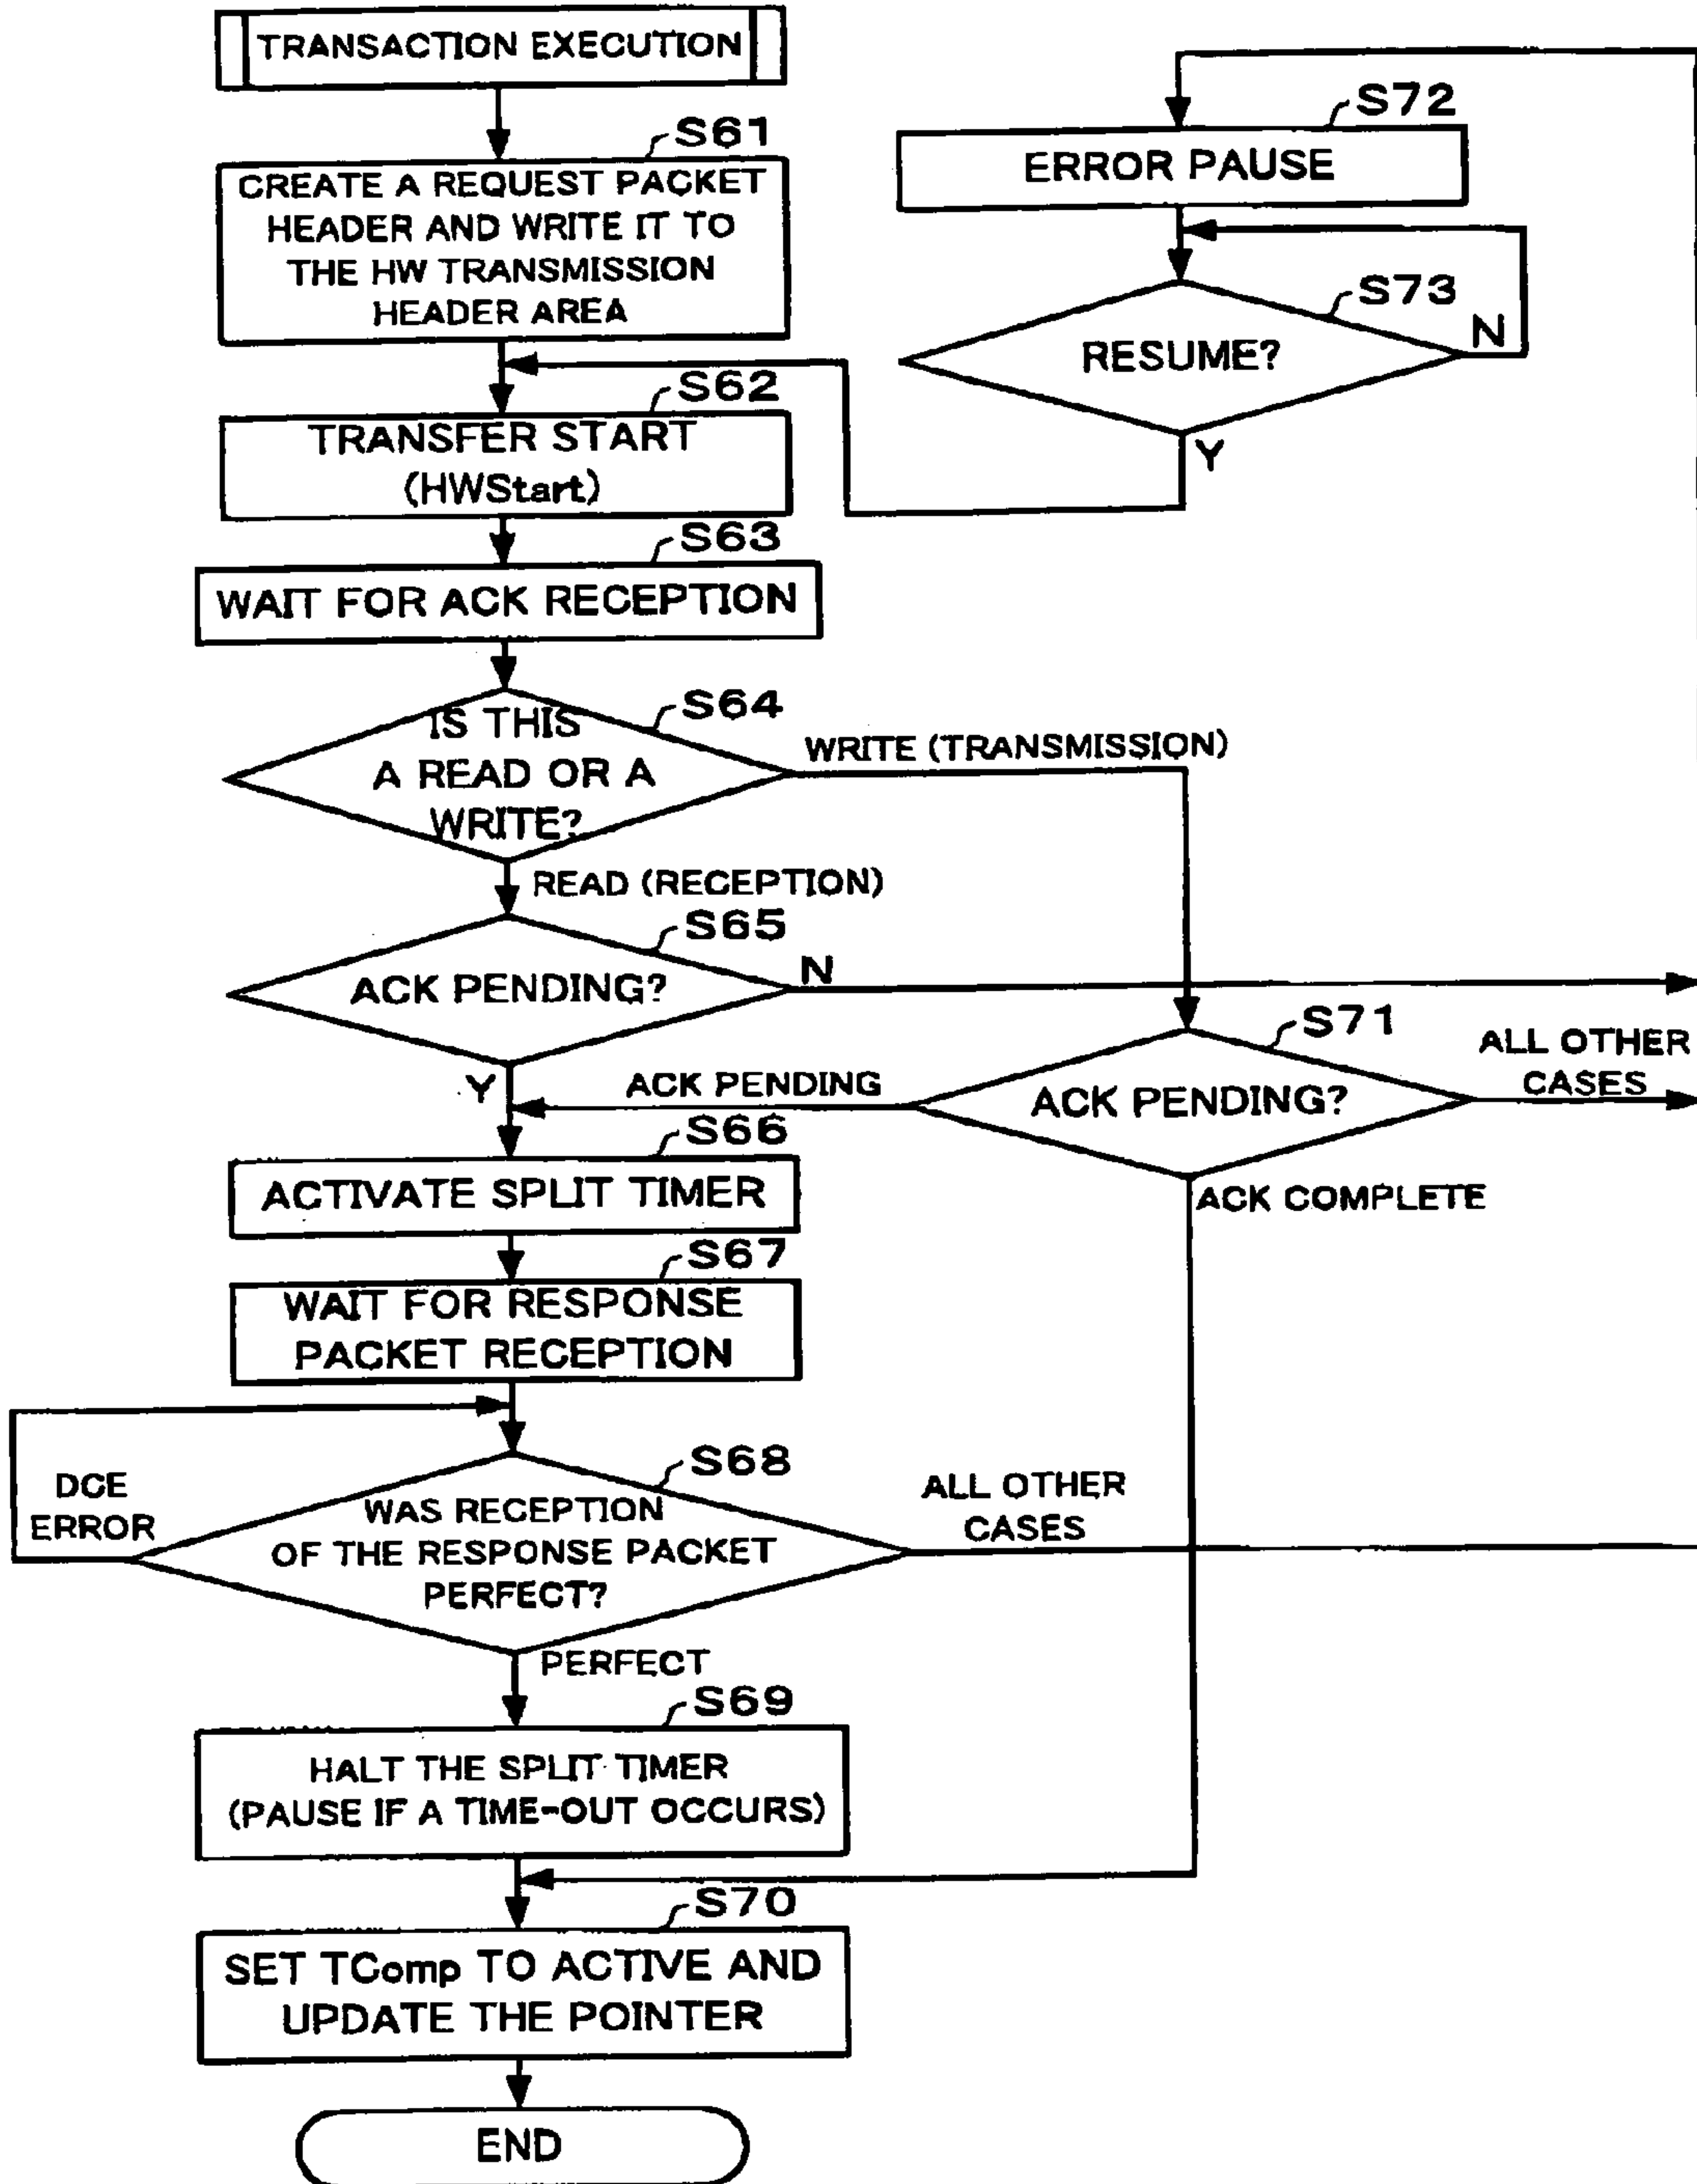 TRANSACTION EXECUTION
S61
CREATE A REQUEST PACKET
HEADER AND WRITE IT TO
THE HW TRANSMISSION
HEADER AREA
S72
ERROR PAUSE
S73
RESUME?
N
Y
S62
TRANSFER START
(HWStart)
S63
WAIT FOR ACK RECEPTION
S64
IS THIS
A READ OR A
WRITE?
WRITE (TRANSMISSION)
READ (RECEPTION)
S65
ACK PENDING?
N
Y
S71
ACK PENDING?
ALL OTHER
CASES
ACK PENDING
ACK COMPLETE
S66
ACTIVATE SPLIT TIMER
S67
WAIT FOR RESPONSE
PACKET RECEPTION
S68
WAS RECEPTION
OF THE RESPONSE PACKET
PERFECT?
DCE
ERROR
ALL OTHER
CASES
PERFECT
S69
HALT THE SPLIT TIMER
(PAUSE IF A TIME-OUT OCCURS)
S70
SET TComp TO ACTIVE AND
UPDATE THE POINTER
END